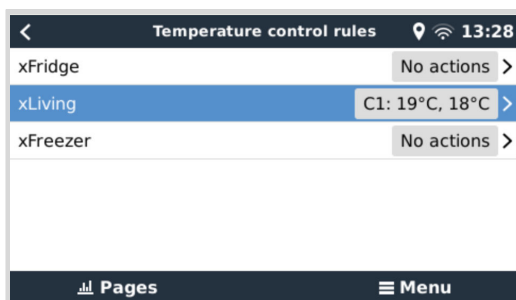 Temperature control rules 13:28
xFridge No actions
xLiving C1: 19°C, 18°C
xFreezer No actions
Pages Menu